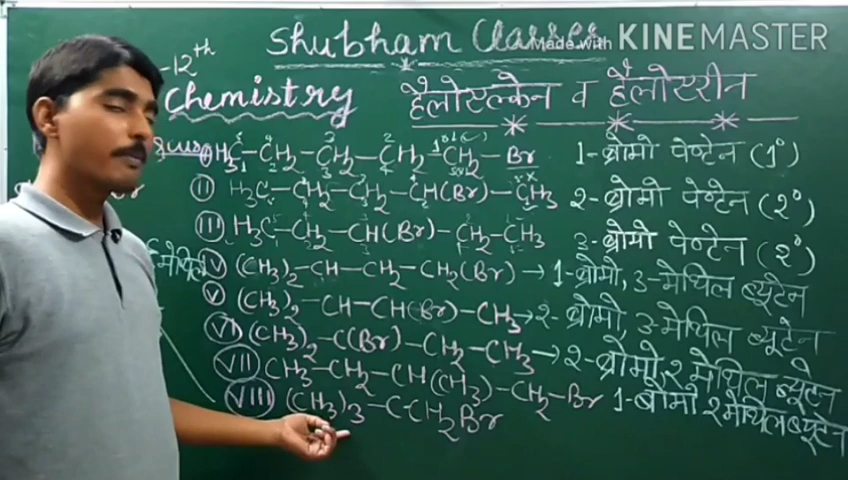 Shubham Classes
Made with KINEMASTER
-12th
Chemistry हैलोएल्केन व हैलोएरीन
H3C-CH2-CH2-CH2-CH2-Br 1-ब्रोमो पेण्टेन (1°)
II H3C-CH2-CH2-CH(Br)-CH3 2-ब्रोमो पेण्टेन (2°)
III H3C-CH2-CH(Br)-CH2-CH3 3-ब्रोमो पेण्टेन (2°)
IV (CH3)2-CH-CH2-CH2(Br) → 1-ब्रोमो, 3-मेथिल ब्यूटेन
V (CH3)2-CH-CH(Br)-CH3 → 2-ब्रोमो, 3-मेथिल ब्यूटेन
VI (CH3)2-C(Br)-CH2-CH3 → 2-ब्रोमो, 2 मेथिल ब्यूटेन
VII CH3-CH2-CH(CH3)-CH2-Br 1-ब्रोमो 2 मेथिल ब्यूटेन
VIII (CH3)3-C-CH2Br